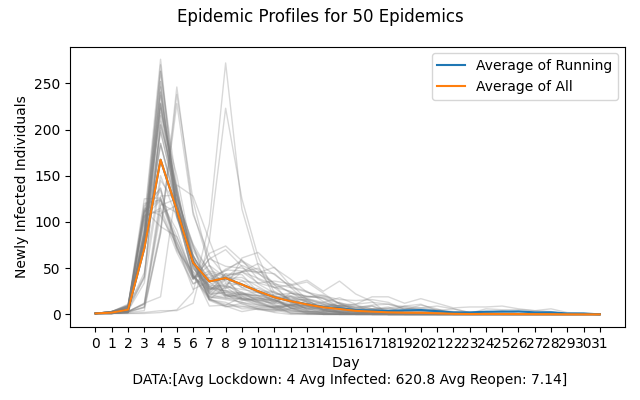 Epidemic Profiles for 50 Epidemics
Average of Running
Average of All
Newly Infected Individuals
250
200
150
100
50
0
0 1 2 3 4 5 6 7 8 9 10 11 12 13 14 15 16 17 18 19 20 21 22 23 24 25 26 27 28 29 30 31
Day
DATA:[Avg Lockdown: 4 Avg Infected: 620.8 Avg Reopen: 7.14]